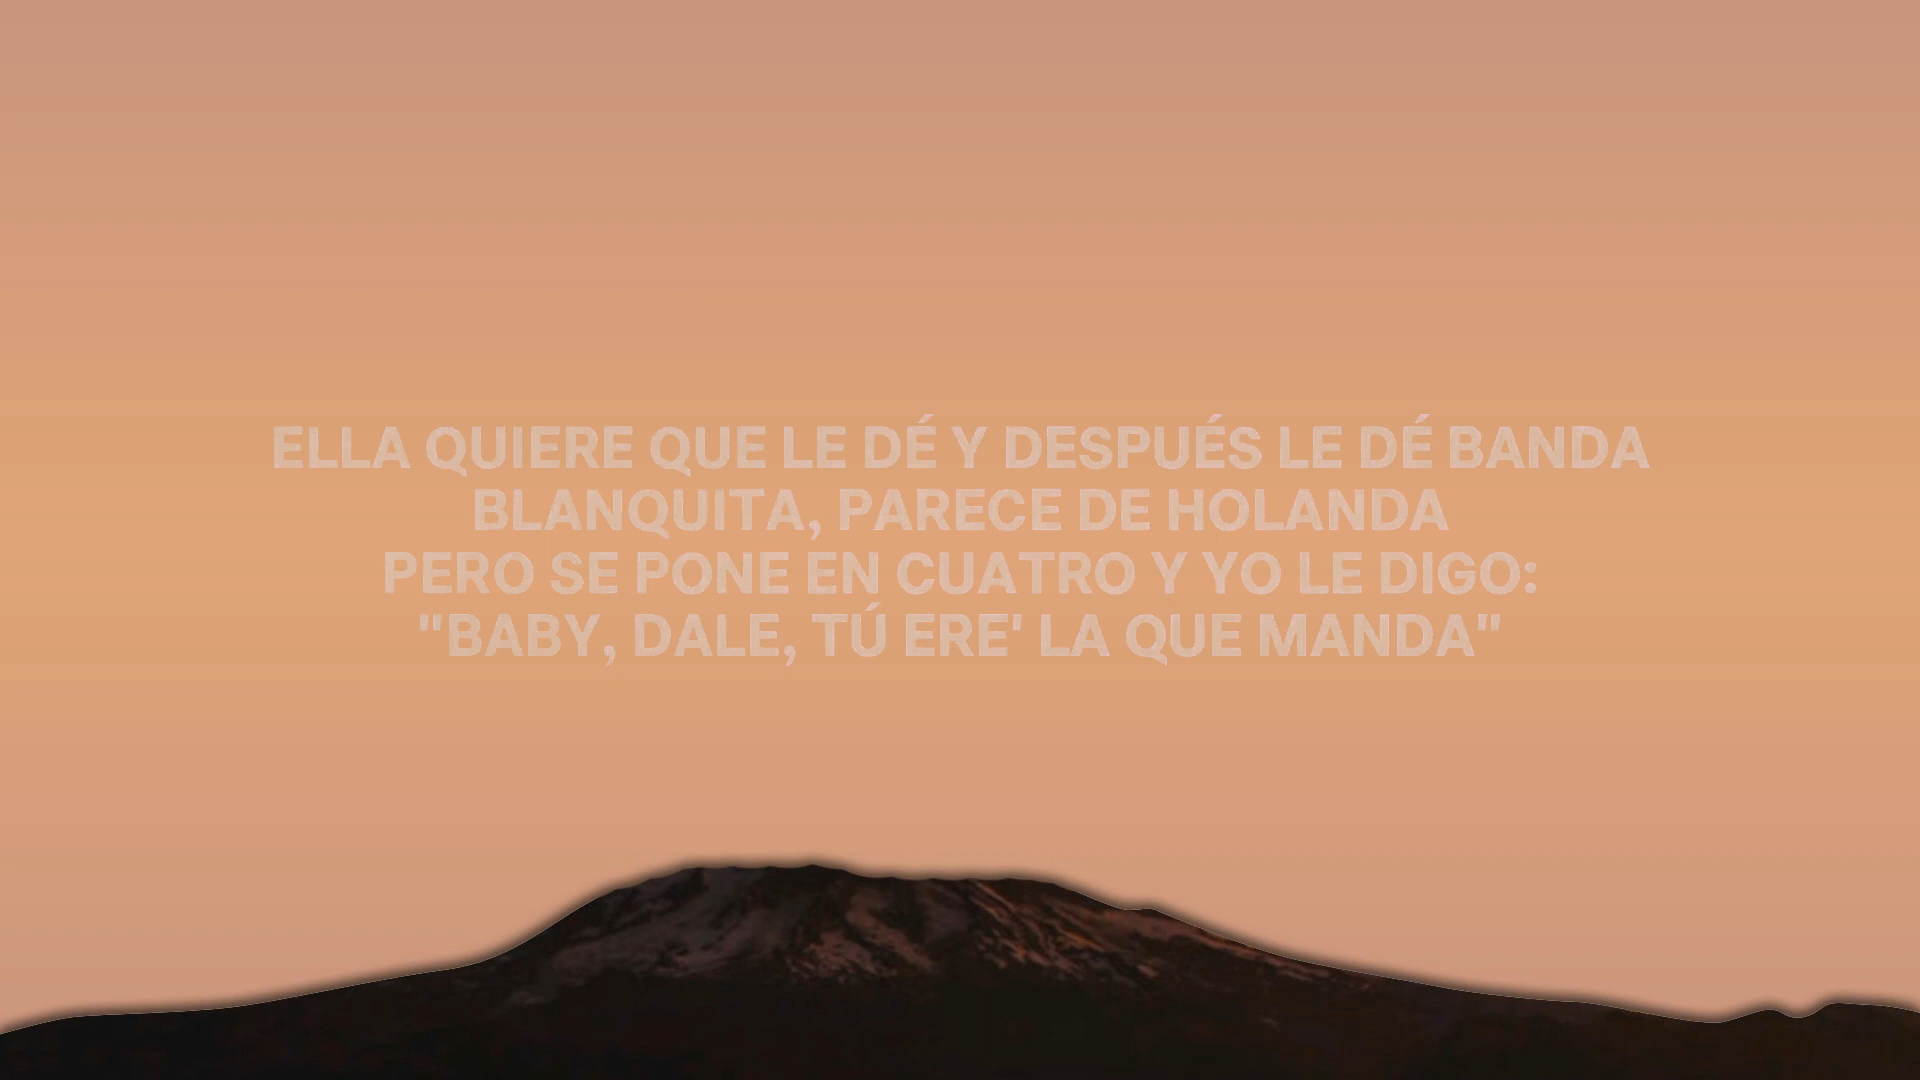 ELLA QUIERE QUE LE DÉ Y DESPUÉS LE DÉ BANDA
BLANQUITA, PARECE DE HOLANDA
PERO SE PONE EN CUATRO Y YO LE DIGO:
"BABY, DALE, TÚ ERE' LA QUE MANDA"